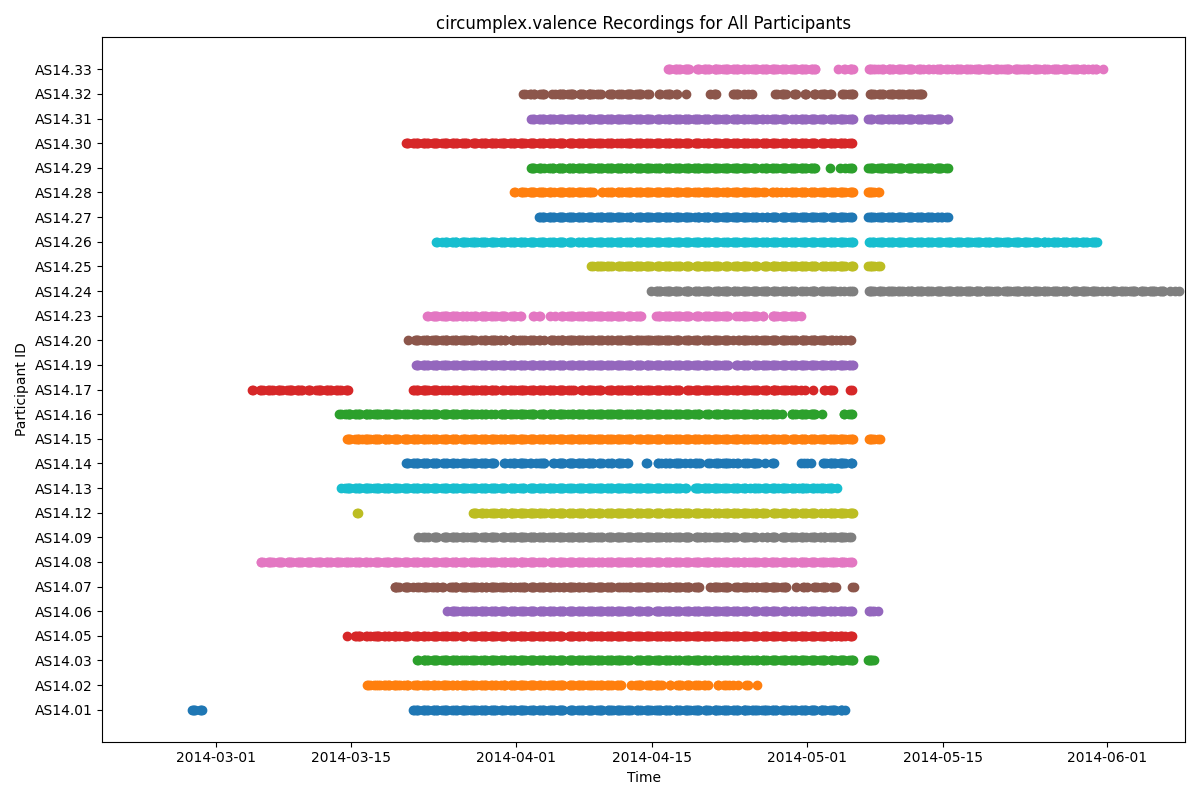 circumplex.valence Recordings for All Participants
AS14.33
AS14.32
AS14.31
AS14.30
AS14.29
AS14.28
AS14.27
AS14.26
AS14.25
AS14.24
AS14.23
AS14.20
AS14.19
AS14.17
AS14.16
AS14.15
AS14.14
AS14.13
AS14.12
AS14.09
AS14.08
AS14.07
AS14.06
AS14.05
AS14.03
AS14.02
AS14.01
Participant ID
2014-03-01 2014-03-15 2014-04-01 2014-04-15 2014-05-01 2014-05-15 2014-06-01
Time